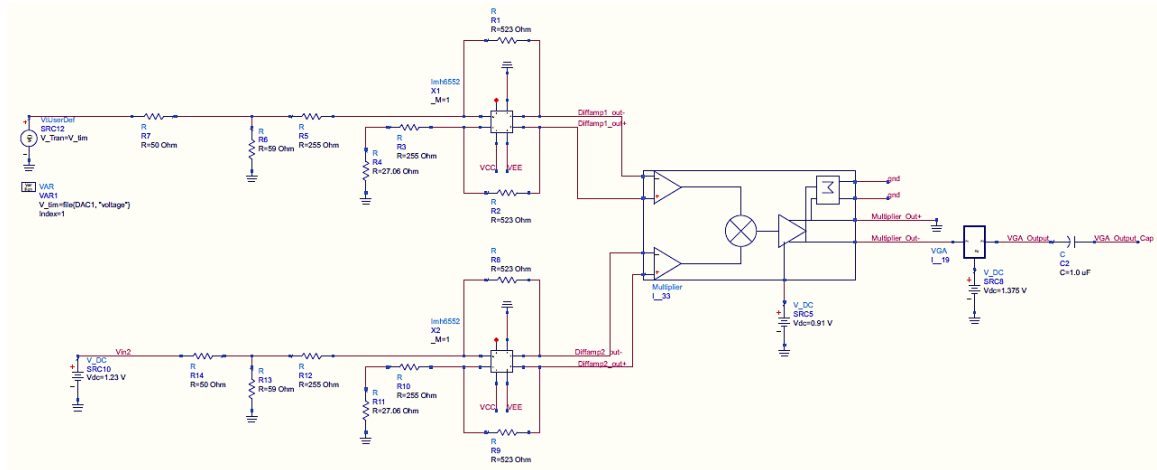 R
R1
R=523 Ohm
lmh6552
X1
_M=1
VtUserDef
SRC12
V_Tran=V_tim
R
R7
R=50 Ohm
R
R6
R=59 Ohm
R
R5
R=255 Ohm
R
R3
R=255 Ohm
R
R4
R=27.06 Ohm
VCC
VEE
Diffamp1_out-
Diffamp1_out+
R
R2
R=523 Ohm
VAR
VAR1
V_tim=file{DAC1, "voltage"}
Index=1
gnd
gnd
Multiplier_Out+
Multiplier_Out-
VGA
I__19
VGA_Output
C
C2
C=1.0 uF
VGA_Output_Cap
V_DC
SRC8
Vdc=1.375 V
Multiplier
I__33
V_DC
SRC5
Vdc=0.91 V
R
R8
R=523 Ohm
lmh6552
X2
_M=1
Vin2
V_DC
SRC10
Vdc=1.23 V
R
R14
R=50 Ohm
R
R13
R=59 Ohm
R
R12
R=255 Ohm
R
R10
R=255 Ohm
R
R11
R=27.06 Ohm
VCC
VEE
Diffamp2_out-
Diffamp2_out+
R
R9
R=523 Ohm